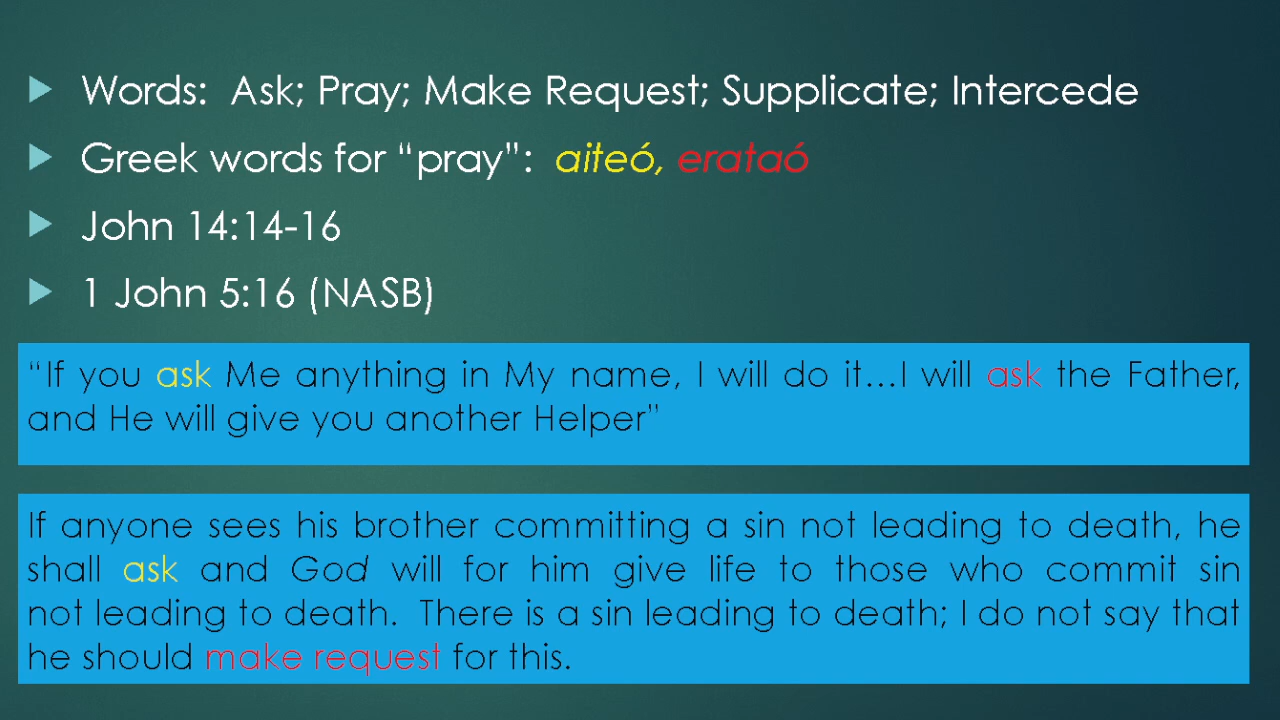 Words:  Ask; Pray; Make Request; Supplicate; Intercede
Greek words for “pray”:  aiteó, erataó
John 14:14-16
1 John 5:16 (NASB)
“If you ask Me anything in My name, I will do it…I will ask the Father,
and He will give you another Helper”
If anyone sees his brother committing a sin not leading to death, he
shall ask and God will for him give life to those who commit sin
not leading to death.  There is a sin leading to death; I do not say that
he should make request for this.